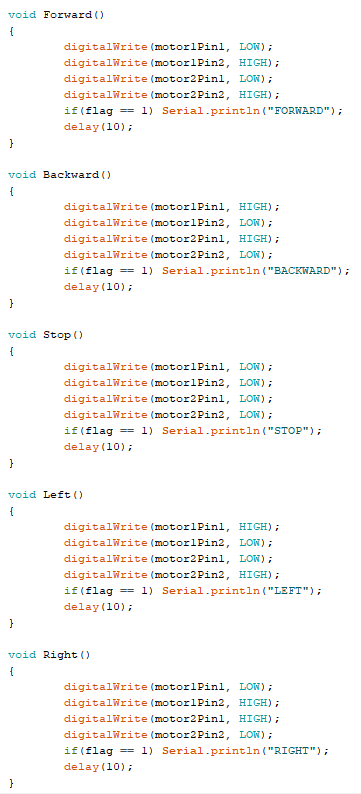 void Forward()
{
digitalWrite(motor1Pin1, LOW);
digitalWrite(motor1Pin2, HIGH);
digitalWrite(motor2Pin1, LOW);
digitalWrite(motor2Pin2, HIGH);
if(flag == 1) Serial.println("FORWARD");
delay(10);
}
void Backward()
{
digitalWrite(motor1Pin1, HIGH);
digitalWrite(motor1Pin2, LOW);
digitalWrite(motor2Pin1, HIGH);
digitalWrite(motor2Pin2, LOW);
if(flag == 1) Serial.println("BACKWARD");
delay(10);
}
void Stop()
{
digitalWrite(motor1Pin1, LOW);
digitalWrite(motor1Pin2, LOW);
digitalWrite(motor2Pin1, LOW);
digitalWrite(motor2Pin2, LOW);
if(flag == 1) Serial.println("STOP");
delay(10);
}
void Left()
{
digitalWrite(motor1Pin1, HIGH);
digitalWrite(motor1Pin2, LOW);
digitalWrite(motor2Pin1, LOW);
digitalWrite(motor2Pin2, HIGH);
if(flag == 1) Serial.println("LEFT");
delay(10);
}
void Right()
{
digitalWrite(motor1Pin1, LOW);
digitalWrite(motor1Pin2, HIGH);
digitalWrite(motor2Pin1, HIGH);
digitalWrite(motor2Pin2, LOW);
if(flag == 1) Serial.println("RIGHT");
delay(10);
}